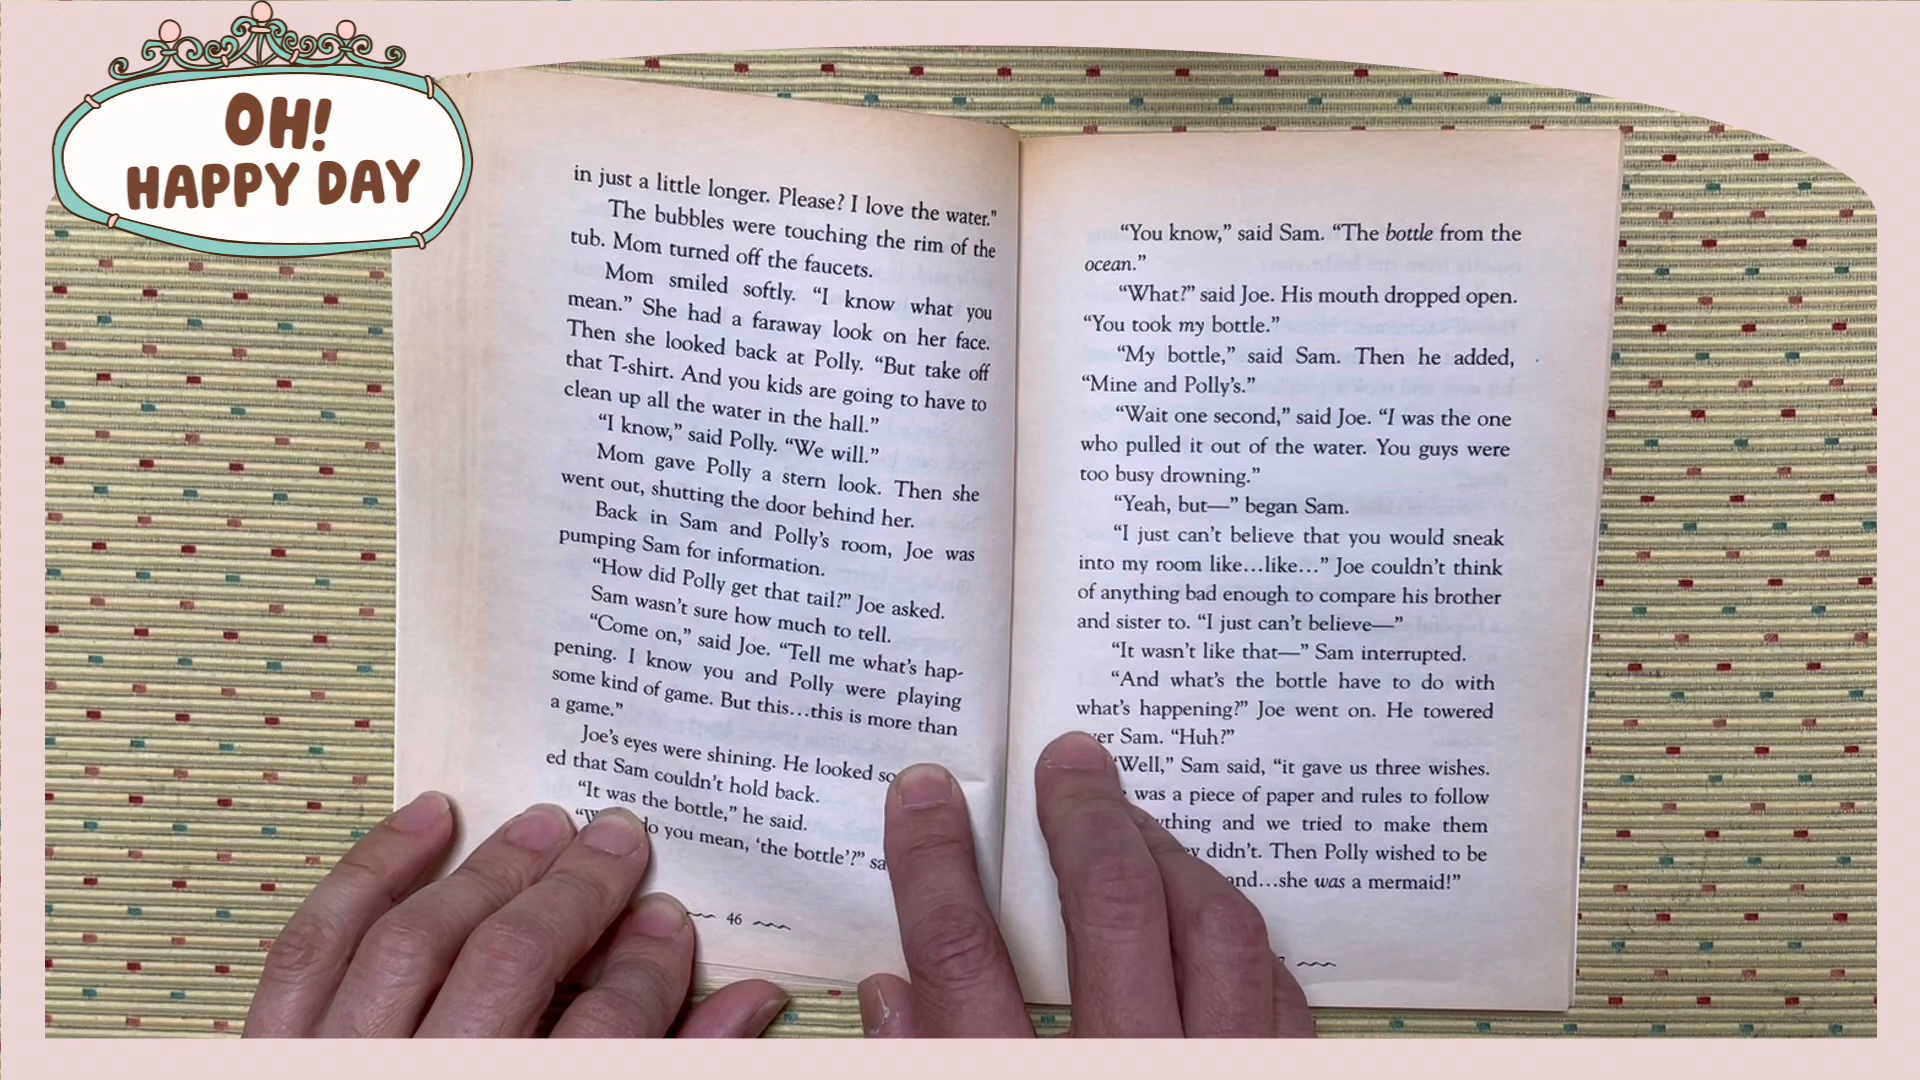 OH!
HAPPY DAY
in just a little longer. Please? I love the water.”
The bubbles were touching the rim of the
tub. Mom turned off the faucets.
Mom smiled softly. “I know what you
mean.” She had a faraway look on her face.
Then she looked back at Polly. “But take off
that T-shirt. And you kids are going to have to
clean up all the water in the hall.”
“I know,” said Polly. “We will.”
Mom gave Polly a stern look. Then she
went out, shutting the door behind her.
Back in Sam and Polly’s room, Joe was
pumping Sam for information.
“How did Polly get that tail?” Joe asked.
Sam wasn’t sure how much to tell.
“Come on,” said Joe. “Tell me what’s hap-
pening. I know you and Polly were playing
some kind of game. But this…this is more than
a game.”
Joe’s eyes were shining. He looked
ed that Sam couldn’t hold back.
“It was the bottle,” he said.
do you mean, ‘the bottle’?”
46
“You know,” said Sam. “The bottle from the
ocean.”
“What?” said Joe. His mouth dropped open.
“You took my bottle.”
“My bottle,” said Sam. Then he added,
“Mine and Polly’s.”
“Wait one second,” said Joe. “I was the one
who pulled it out of the water. You guys were
too busy drowning.”
“Yeah, but—” began Sam.
“I just can’t believe that you would sneak
into my room like…like…” Joe couldn’t think
of anything bad enough to compare his brother
and sister to. “I just can’t believe—”
“It wasn’t like that—” Sam interrupted.
“And what’s the bottle have to do with
what’s happening?” Joe went on. He towered
Sam. “Huh?”
“Well,” Sam said, “it gave us three wishes.
was a piece of paper and rules to follow
and we tried to make them
didn’t. Then Polly wished to be
and…she was a mermaid!”